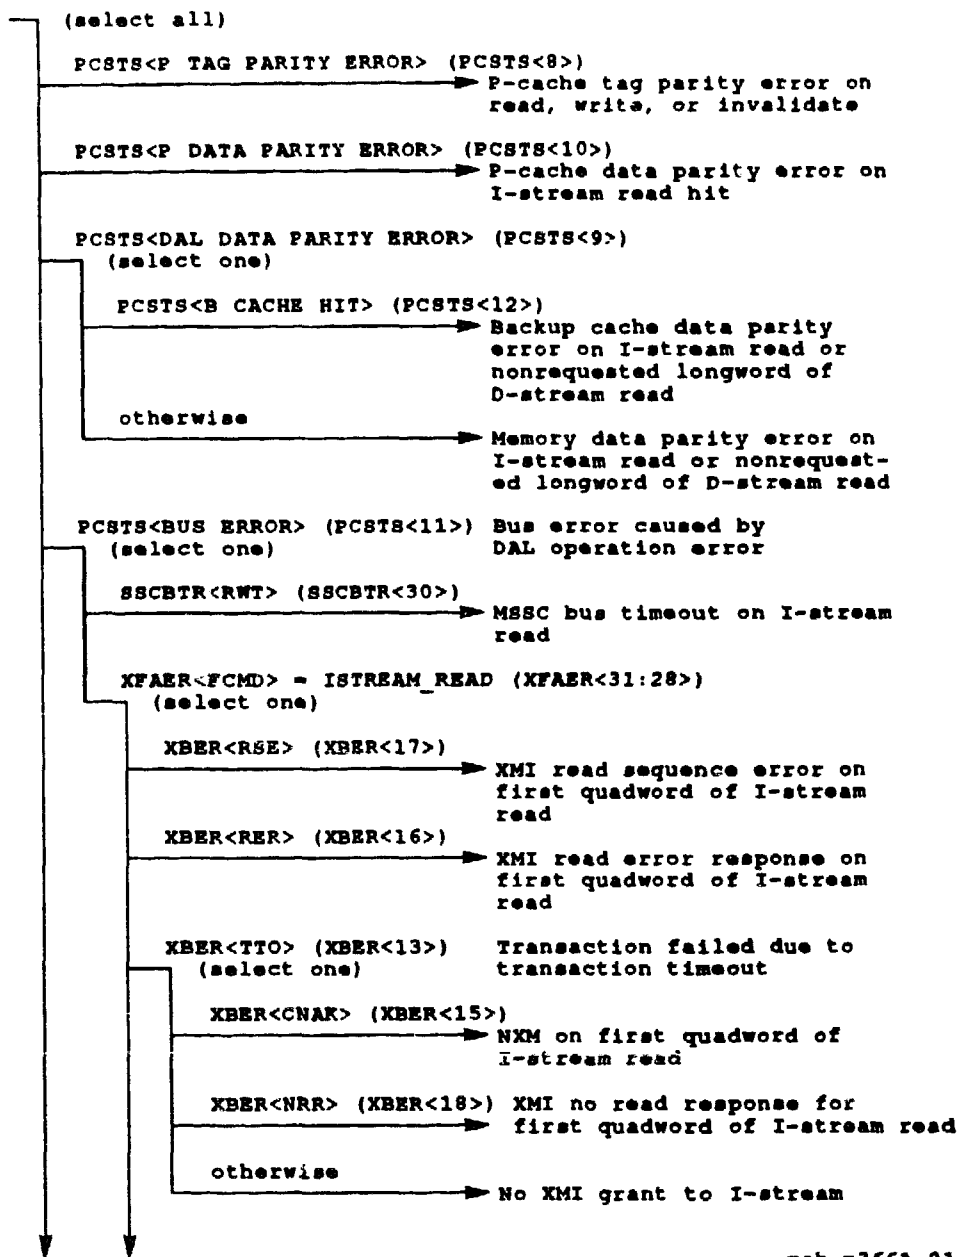 (select all)
PCSTS<P TAG PARITY ERROR> (PCSTS<8>)
P-cache tag parity error on
read, write, or invalidate
PCSTS<P DATA PARITY ERROR> (PCSTS<10>)
P-cache data parity error on
I-stream read hit
PCSTS<DAL DATA PARITY ERROR> (PCSTS<9>)
(select one)
PCSTS<B CACHE HIT> (PCSTS<12>)
Backup cache data parity
error on I-stream read or
nonrequested longword of
D-stream read
otherwise
Memory data parity error on
I-stream read or nonrequest-
ed longword of D-stream read
PCSTS<BUS ERROR> (PCSTS<11>) Bus error caused by
(select one) DAL operation error
SSCBTR<RWT> (SSCBTR<30>)
MSSC bus timeout on I-stream
read
XFAER<FCMD> = ISTREAM_READ (XFAER<31:28>)
(select one)
XBER<RSE> (XBER<17>)
XMI read sequence error on
first quadword of I-stream
read
XBER<RER> (XBER<16>)
XMI read error response on
first quadword of I-stream
read
XBER<TTO> (XBER<13>) Transaction failed due to
(select one) transaction timeout
XBER<CNAK> (XBER<15>)
NXM on first quadword of
I-stream read
XBER<NRR> (XBER<18>) XMI no read response for
first quadword of I-stream read
otherwise
No XMI grant to I-stream